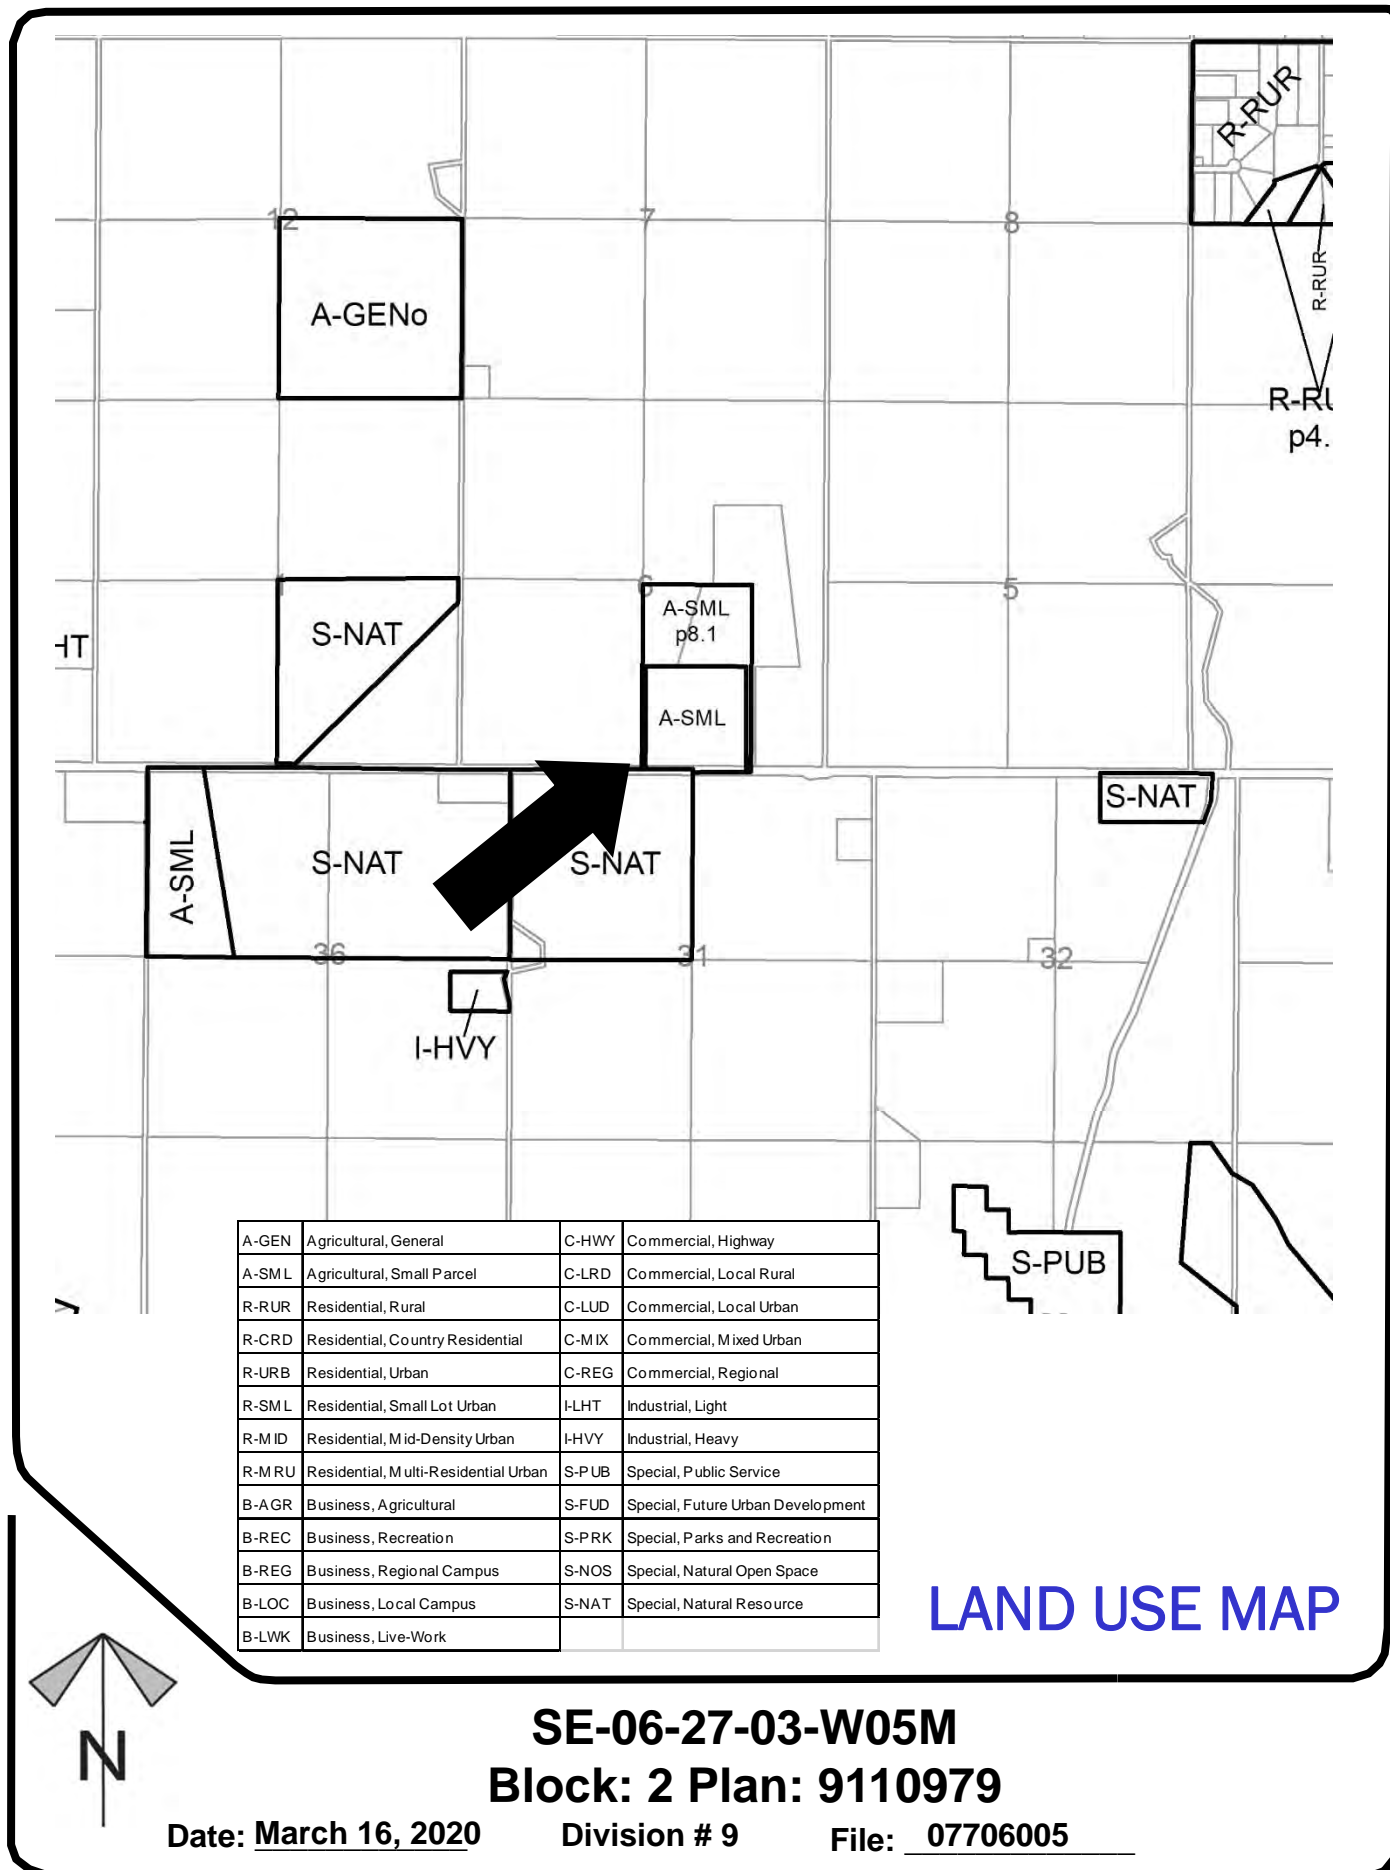 R-RUR
12
7
8
A-GENo
R-RUR
R-RU
p4.
6
5
A-SML
p8.1
S-NAT
HT
A-SML
S-NAT
A-SML
S-NAT
S-NAT
36
31
32
I-HVY
S-PUB
A-GEN Agricultural, General C-HWY Commercial, Highway
A-SML Agricultural, Small Parcel C-LRD Commercial, Local Rural
R-RUR Residential, Rural C-LUD Commercial, Local Urban
R-CRD Residential, Country Residential C-MIX Commercial, Mixed Urban
R-URB Residential, Urban C-REG Commercial, Regional
R-SML Residential, Small Lot Urban I-LHT Industrial, Light
R-MID Residential, Mid-Density Urban I-HVY Industrial, Heavy
R-MRU Residential, Multi-Residential Urban S-PUB Special, Public Service
B-AGR Business, Agricultural S-FUD Special, Future Urban Development
B-REC Business, Recreation S-PRK Special, Parks and Recreation
B-REG Business, Regional Campus S-NOS Special, Natural Open Space
B-LOC Business, Local Campus S-NAT Special, Natural Resource
B-LWK Business, Live-Work
LAND USE MAP
N
SE-06-27-03-W05M
Block: 2 Plan: 9110979
Date: March 16, 2020 Division # 9 File: 07706005